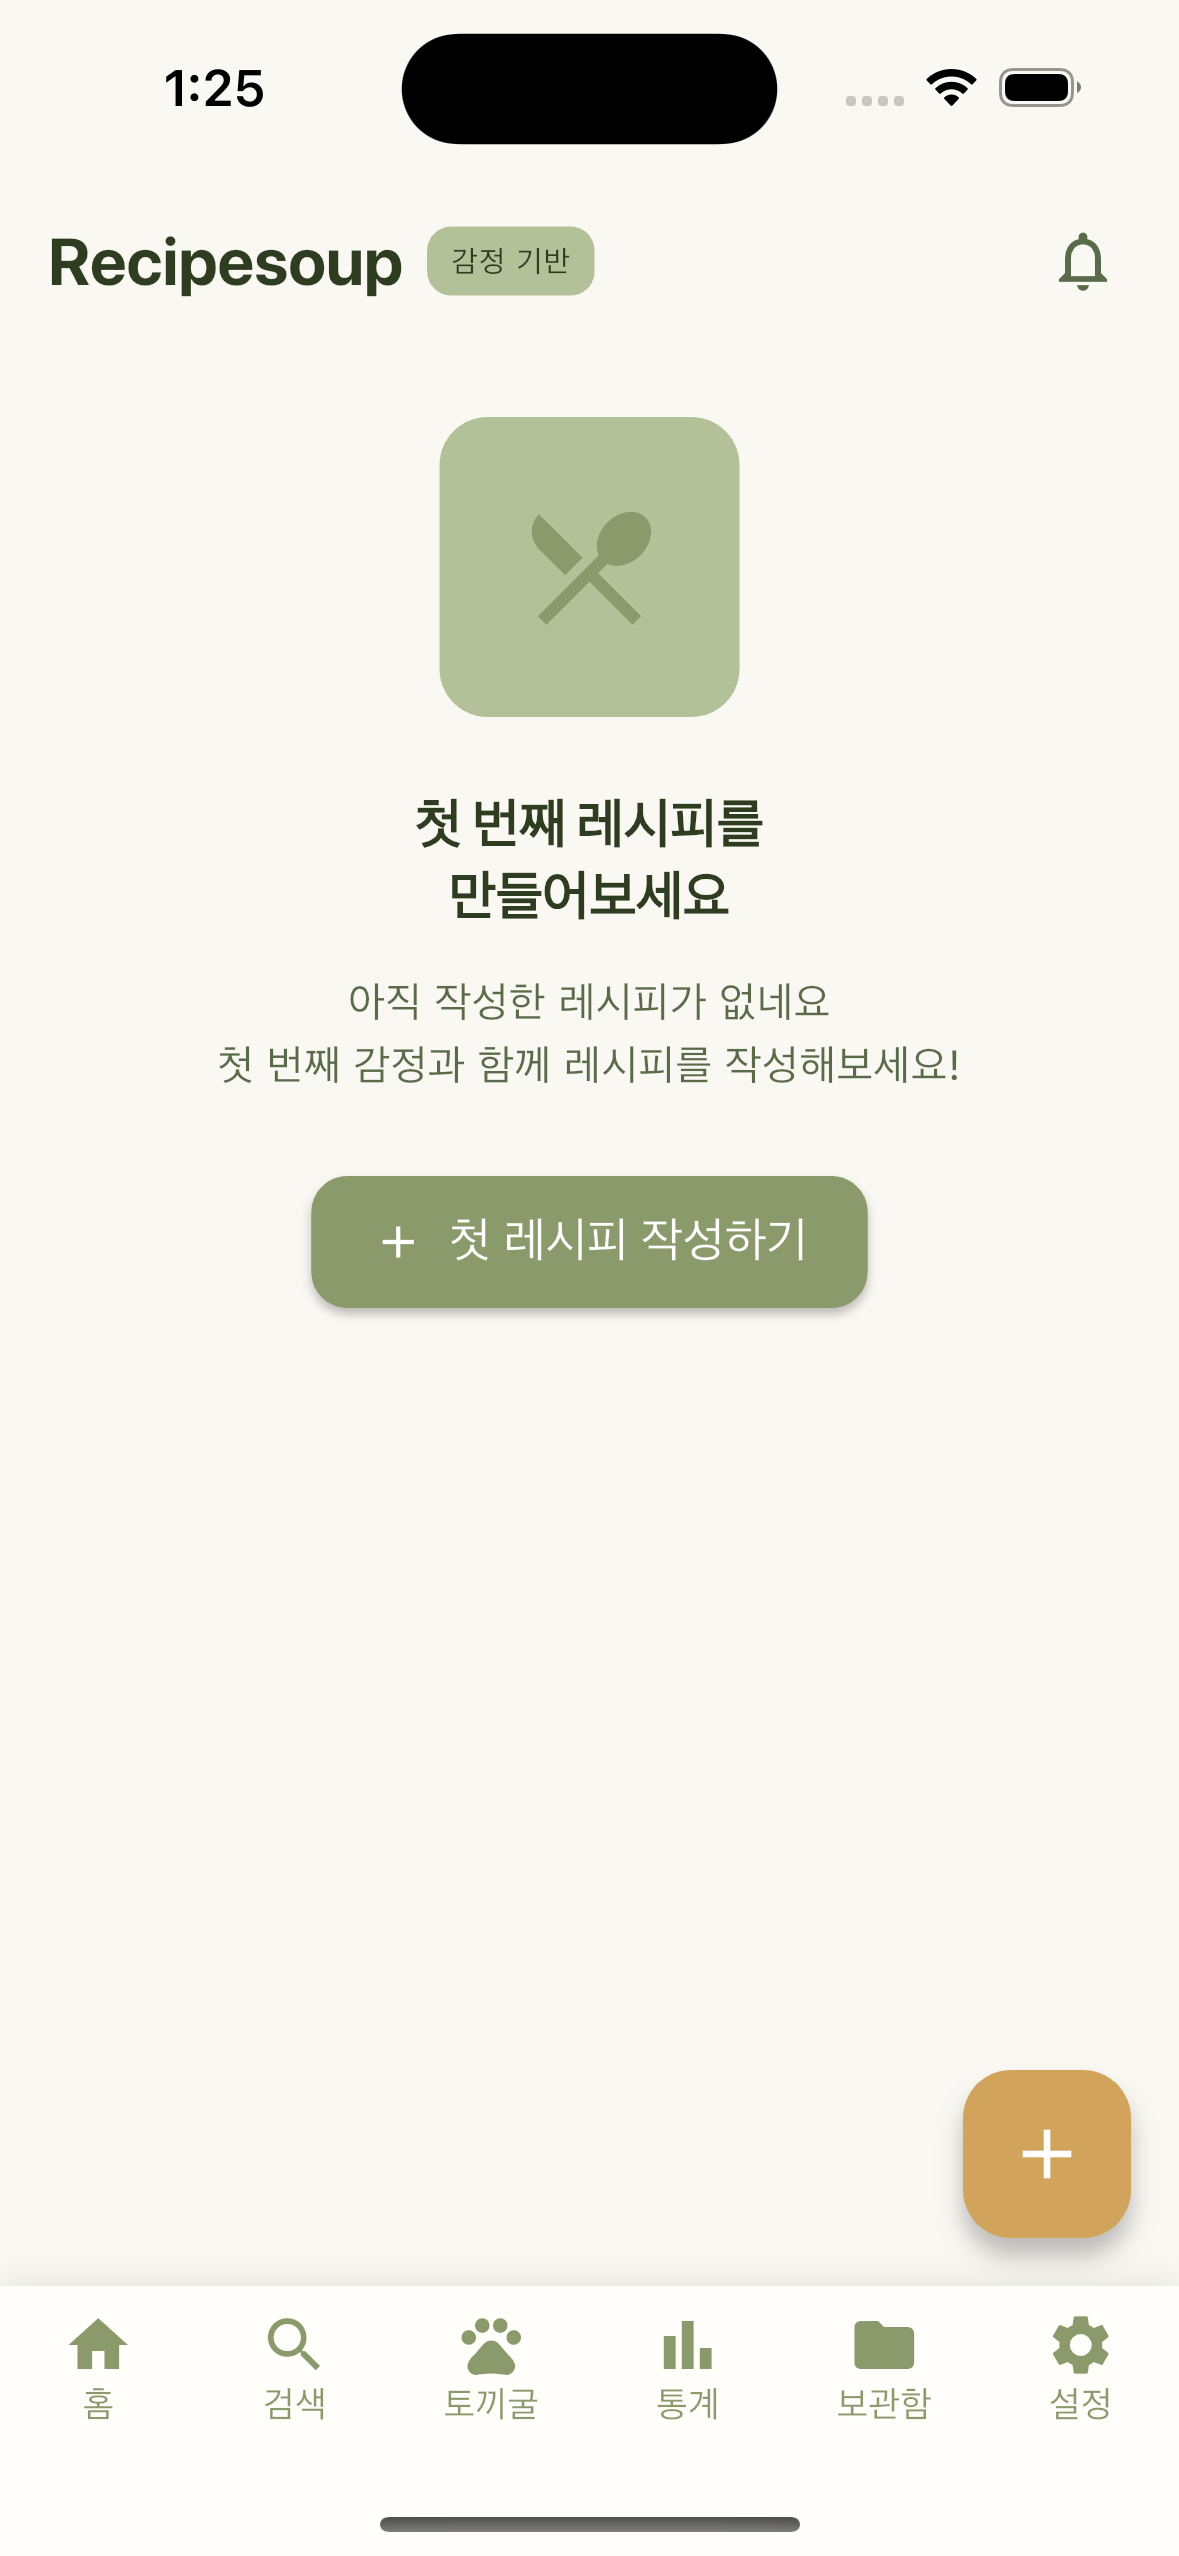 1:25
Recipesoup
감정 기반
첫 번째 레시피를
만들어보세요
아직 작성한 레시피가 없네요
첫 번째 감정과 함께 레시피를 작성해보세요!
+ 첫 레시피 작성하기
+
홈
검색
토끼굴
통계
보관함
설정